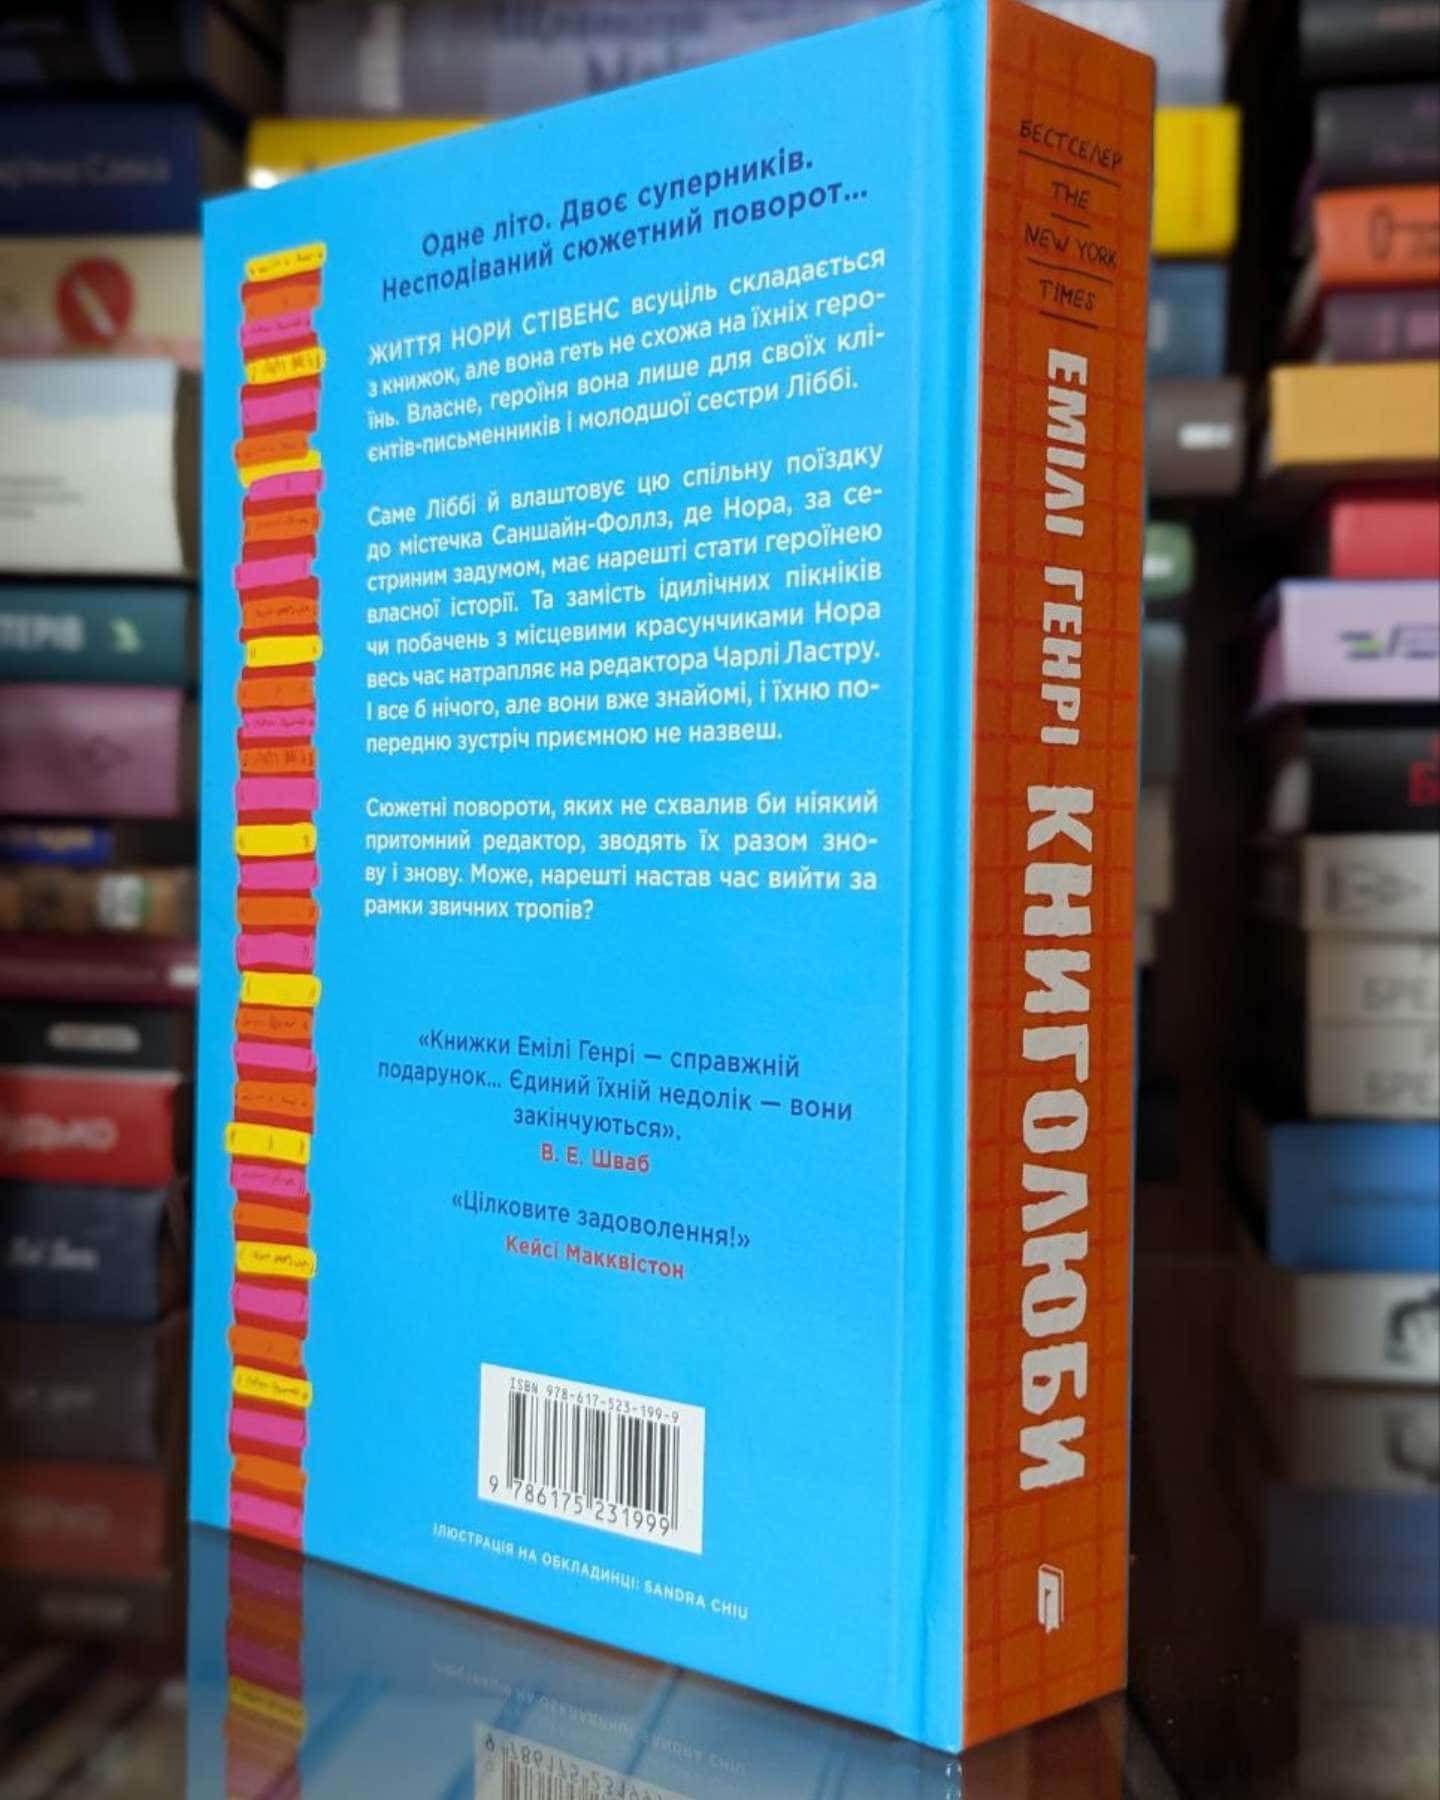 Одне літо. Двоє суперників.
Несподіваний сюжетний поворот...
ЖИТТЯ НОРИ СТІВЕНС всуціль складається
з книжок, але вона геть не схожа на їхніх геро-
їнь. Власне, героїня вона лише для своїхклі-
єнтів-письменників і молодшої сестри Ліббі.
Саме Ліббі й влаштовує цю спільну поїздку
до містечка Саншайн-Фоллз, де Нора, за се-
стриним задумом, має нарешті стати героїнею
власної історії. Та замість ідилічних пікніків
чи побачень з місцевими красунчиками Нора
весь час натрапляє на редактора Чарлі Ластру.
І все б нічого, але вони вже знайомі, і їхню по-
передню зустріч приємною не назвеш.
Сюжетні повороти, яких не схвалив би ніякий
притомний редактор, зводять їх разом зно-
ву і знову. Може, нарешті настав час вийти за
рамки звичних тропів?
«Книжки Емілі Генрі — справжній
подарунок... Єдиний їхній недолік — вони
закінчуються».
В. Е. Шваб
«Цілковите задоволення!»
Кейсі Макквістон
ISBN 978-617-523-199-9
9 786175 231999
ІЛЮСТРАЦІЯ НА ОБКЛАДИНЦІ: SANDRA CHIU
БЕСТСЕЛЕР
THE
NEW YORK
TIMES
ЕМІЛІ ГЕНРІ КНИГОЛЮБИ